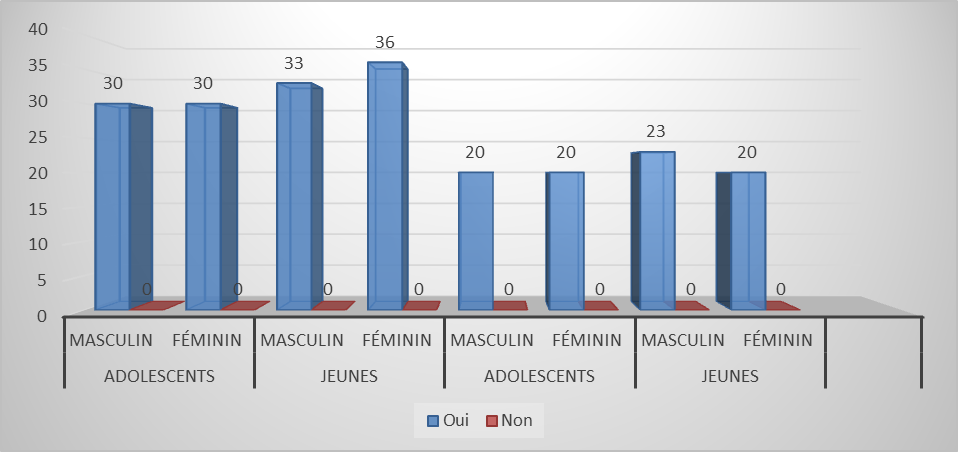 40
35
30
25
20
15
10
5
0
30 0 30 0 33 0 36 0 20 0 20 0 23 0 20 0
MASCULIN FÉMININ MASCULIN FÉMININ MASCULIN FÉMININ MASCULIN FÉMININ
ADOLESCENTS JEUNES ADOLESCENTS JEUNES
Oui Non